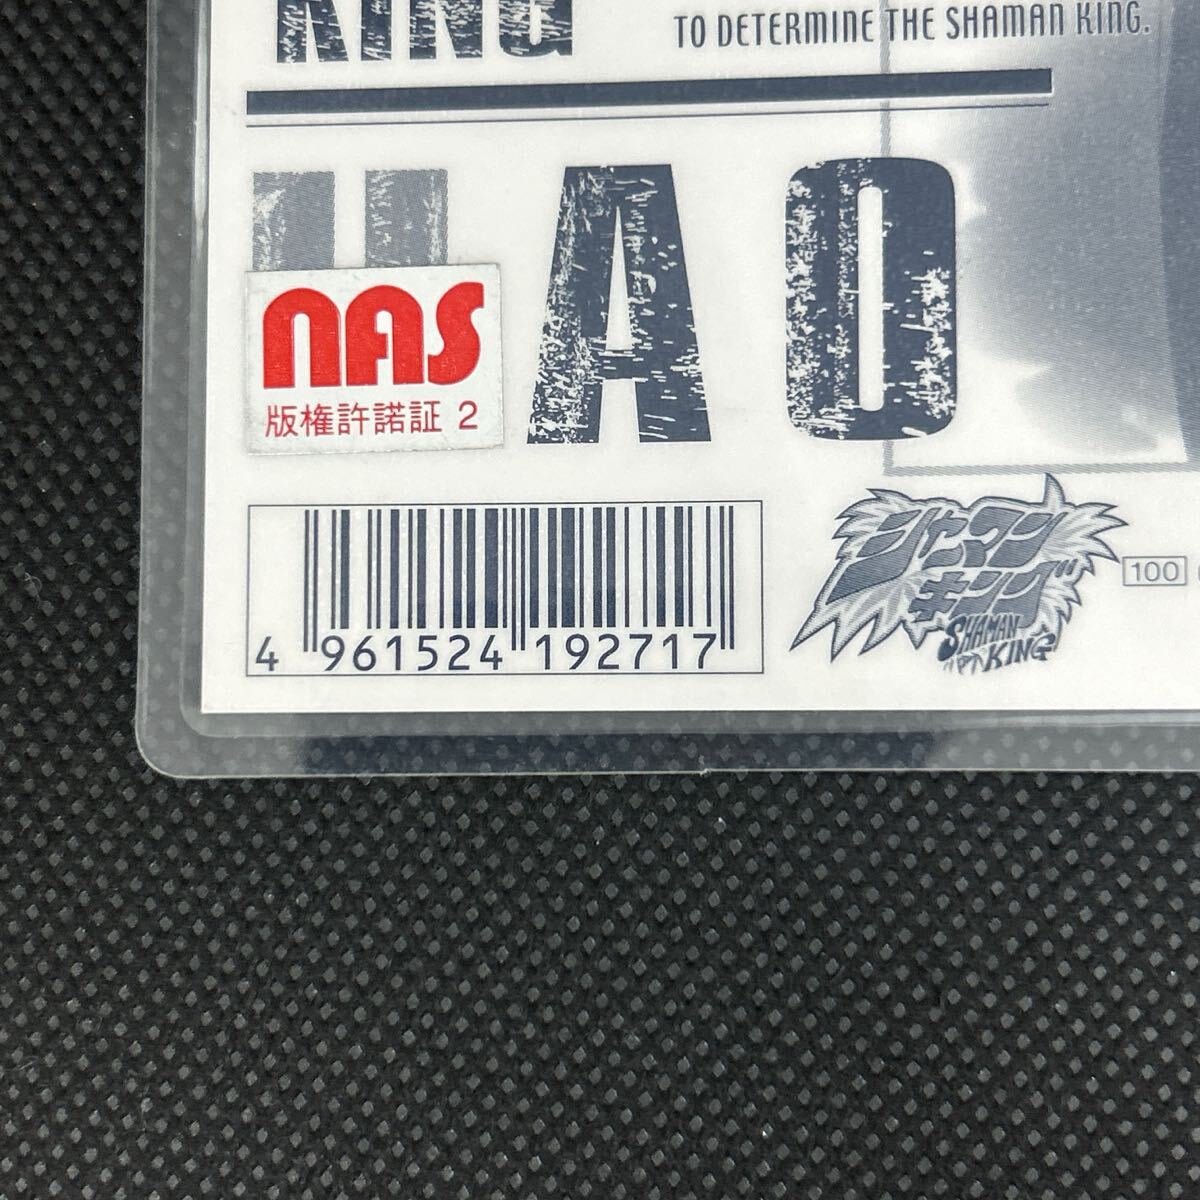 KING
TO DETERMINE THE SHAMAN KING.
HAO
nas
版権許諾証 2
4 961524 192717
シャーマン
キング
SHAMAN
KING
100